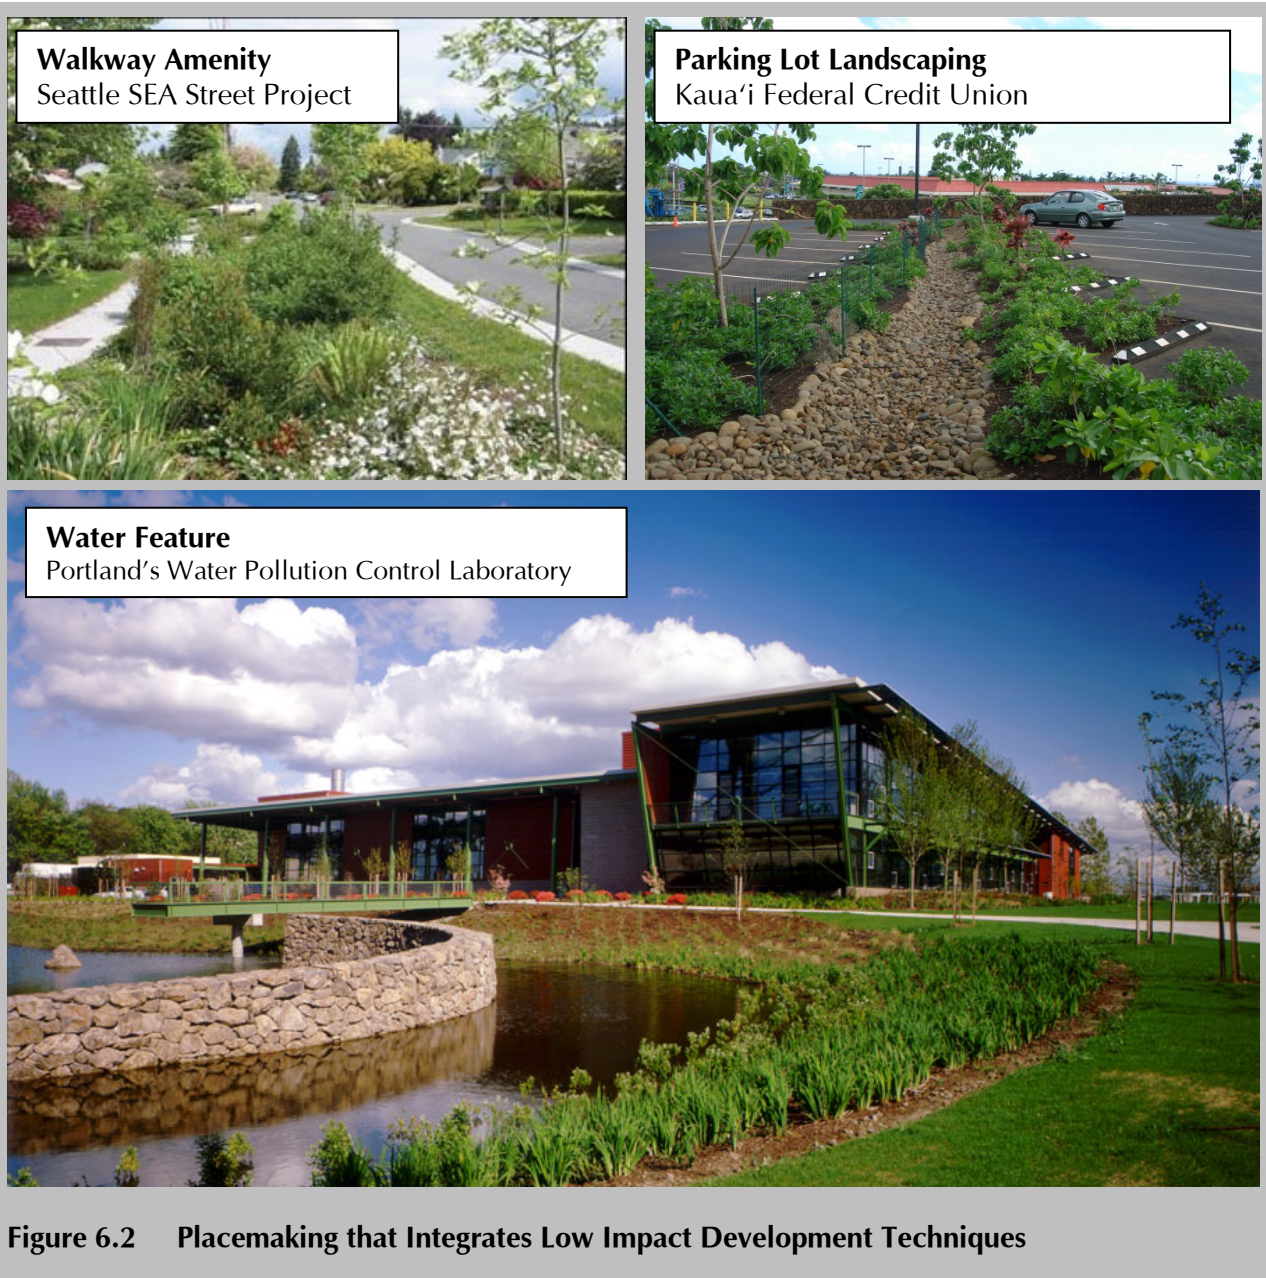 Walkway Amenity
Seattle SEA Street Project
Parking Lot Landscaping
Kaua‘i Federal Credit Union
Water Feature
Portland’s Water Pollution Control Laboratory
Figure 6.2 Placemaking that Integrates Low Impact Development Techniques